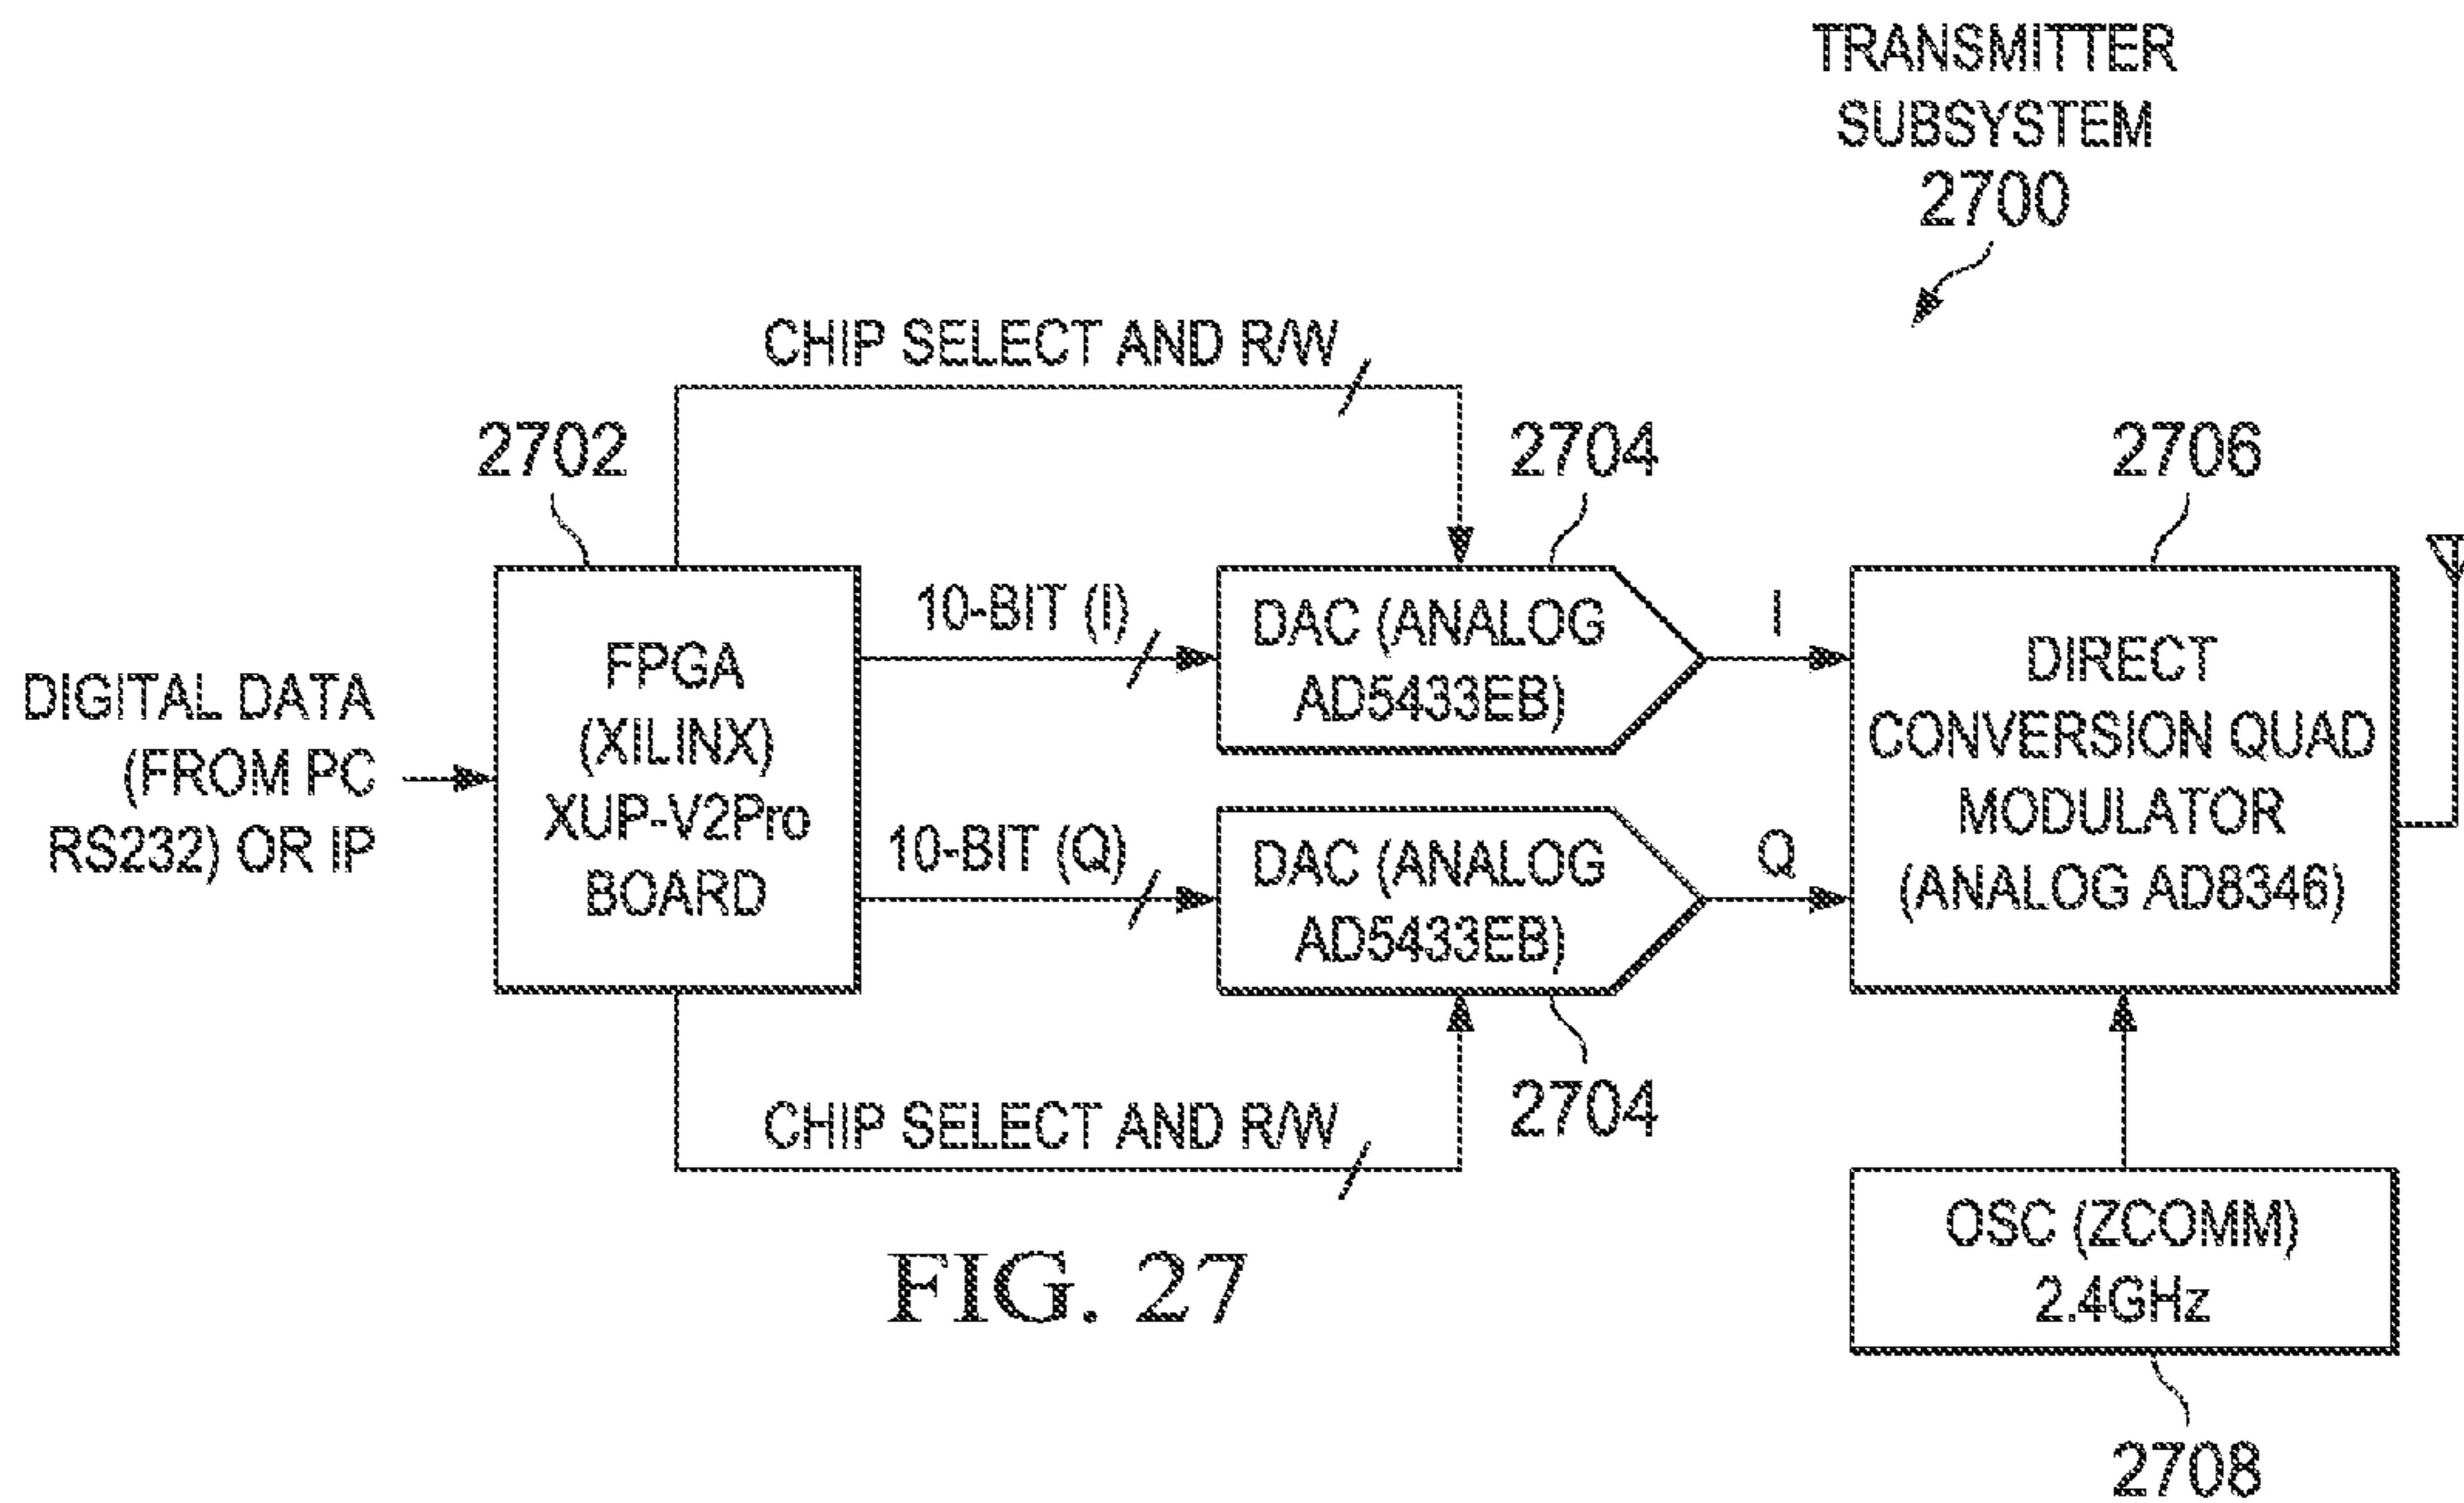 TRANSMITTER
SUBSYSTEM
2700
CHIP SELECT AND R/W
2702
2704
2706
DIGITAL DATA
(FROM PC
RS232) OR IP
FPGA
(XILINX)
XUP-V2Pro
BOARD
10-BIT (I)
DAC (ANALOG
AD5433EB)
I
10-BIT (Q)
DAC (ANALOG
AD5433EB)
Q
DIRECT
CONVERSION QUAD
MODULATOR
(ANALOG AD8346)
2704
CHIP SELECT AND R/W
OSC (ZCOMM)
2.4GHz
2708
FIG. 27